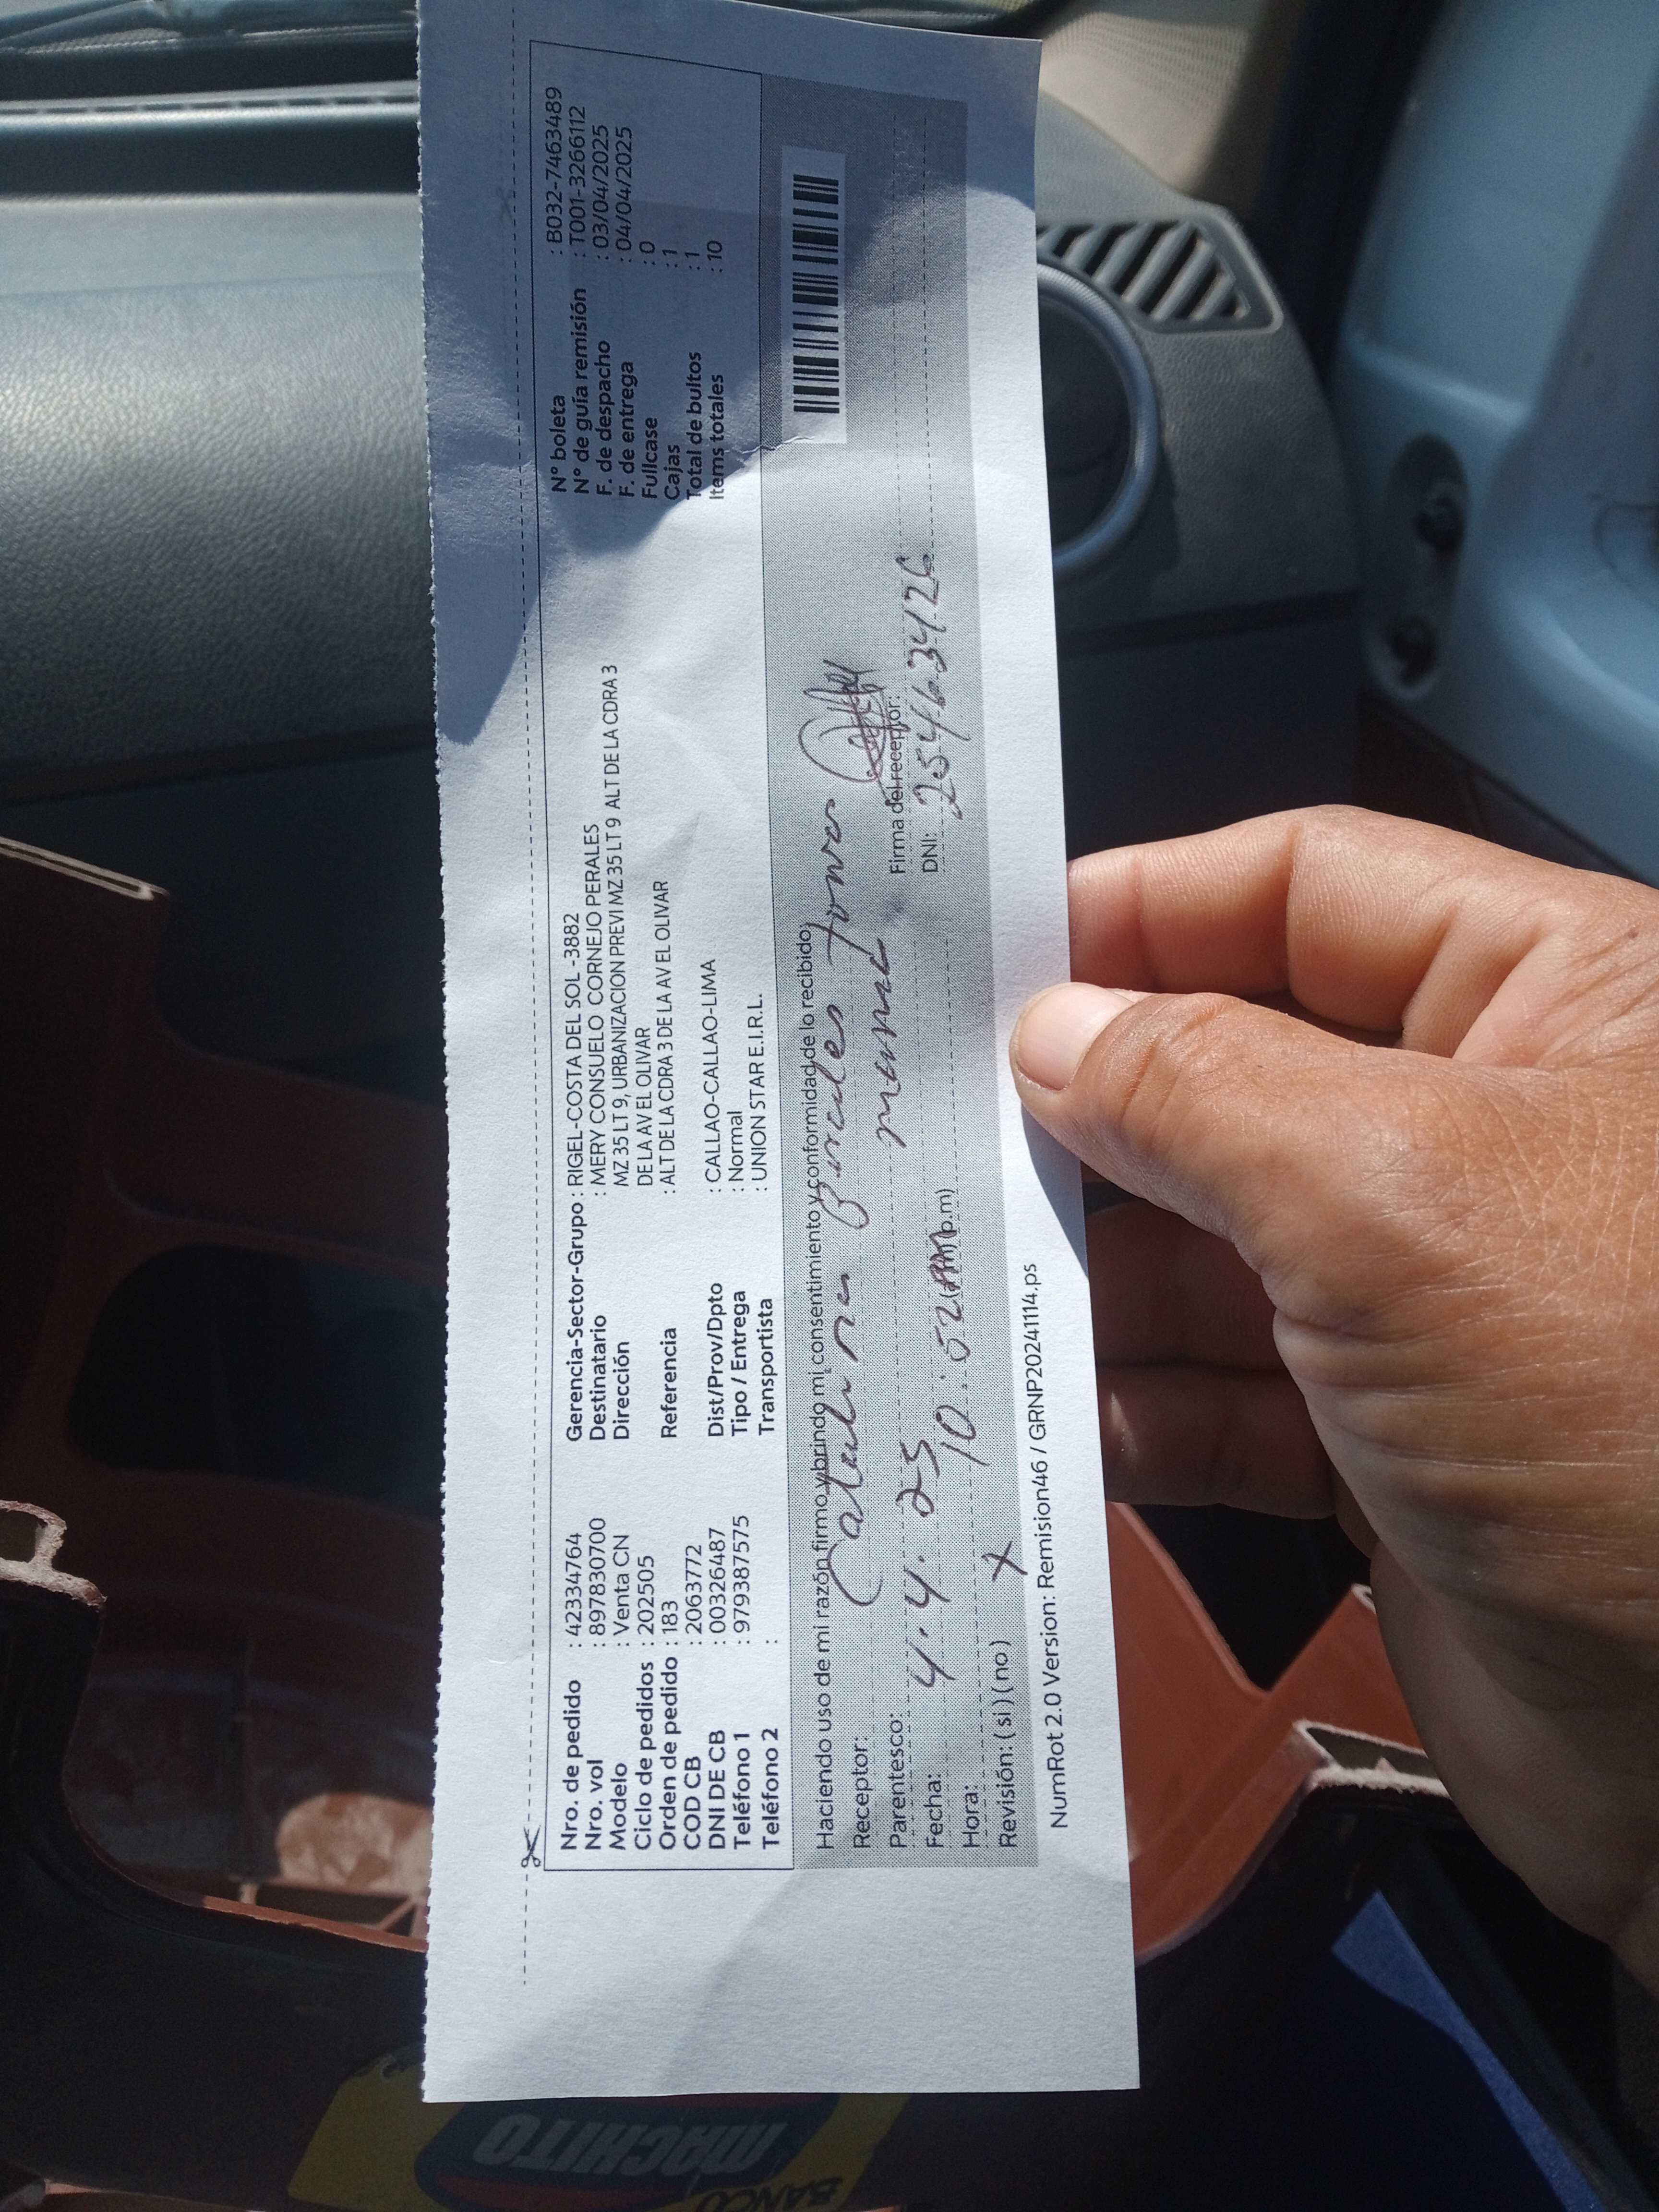 Nro. de pedido : 42334764
Nro. vol : 8978830700
Modelo : Venta CN
Ciclo de pedidos : 202505
Orden de pedido : 183
COD CB : 2063772
DNI DE CB : 00326487
Teléfono 1 : 979387575
Teléfono 2 :
Gerencia-Sector-Grupo : RIGEL-COSTA DEL SOL -3882
Destinatario : MERY CONSUELO CORNEJO PERALES
Dirección MZ 35 LT 9, URBANIZACION PREVI MZ 35 LT 9 ALT DE LA CDRA 3
DE LA AV EL OLIVAR
Referencia : ALT DE LA CDRA 3 DE LA AV EL OLIVAR
Dist/Prov/Dpto : CALLAO-CALLAO-LIMA
Tipo / Entrega : Normal
Transportista : UNION STAR E.I.R.L.
N° boleta : B032-7463489
N° de guía remisión : T001-3266112
F. de despacho : 03/04/2025
F. de entrega : 04/04/2025
Fullcase : 0
Cajas : 1
Total de bultos : 1
Items totales : 10
Haciendo uso de mi razón firmo y brindo mi consentimiento y conformidad de lo recibido
Receptor: Catalina
Parentesco: mama
Firma del receptor:
Fecha: 4.4.25
DNI: 25463426
Hora: 10:52 p.m)
Revisión: ( si ) ( no ) X
NumRot 2.0 Version: Remision46 / GRNP20241114.ps
BANCO
MACHITO